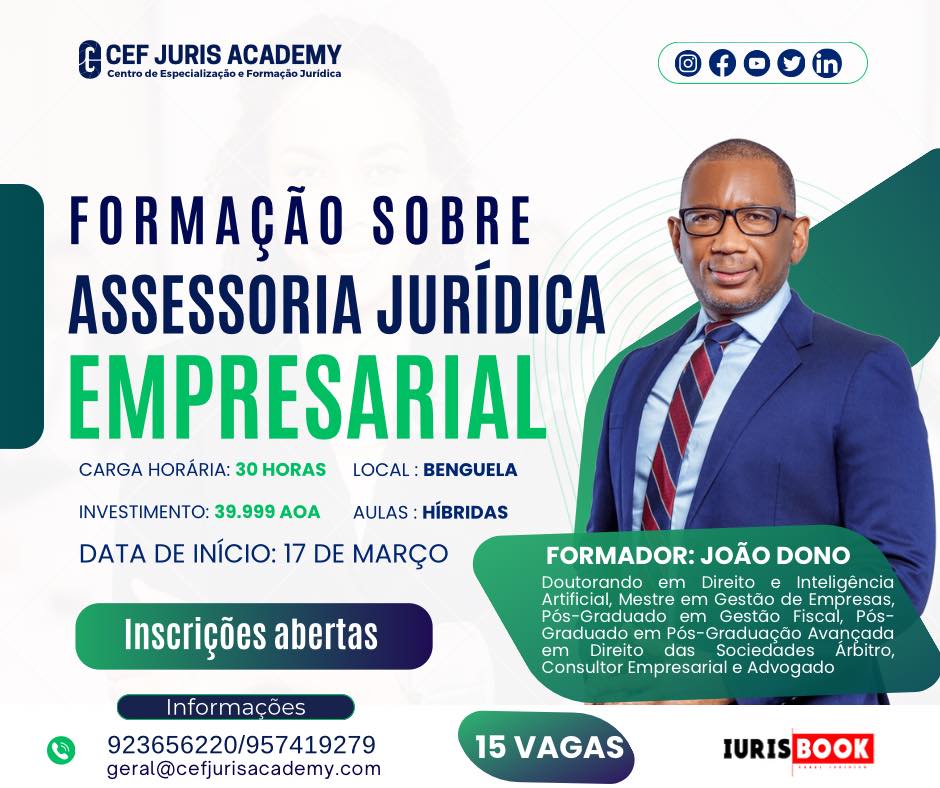 CEF JURIS ACADEMY
Centro de Especialização e Formação Jurídica
FORMAÇÃO SOBRE
ASSESSORIA JURÍDICA
EMPRESARIAL
CARGA HORÁRIA: 30 HORAS
LOCAL : BENGUELA
INVESTIMENTO: 39.999 AOA
AULAS : HÍBRIDAS
DATA DE INÍCIO: 17 DE MARÇO
FORMADOR: JOÃO DONO
Doutorando em Direito e Inteligência
Artificial, Mestre em Gestão de Empresas,
Pós-Graduado em Gestão Fiscal, Pós-
Graduado em Pós-Graduação Avançada
em Direito das Sociedades Árbitro,
Consultor Empresarial e Advogado
Inscrições abertas
Informações
923656220/957419279
geral@cefjurisacademy.com
15 VAGAS
IURISBOOK